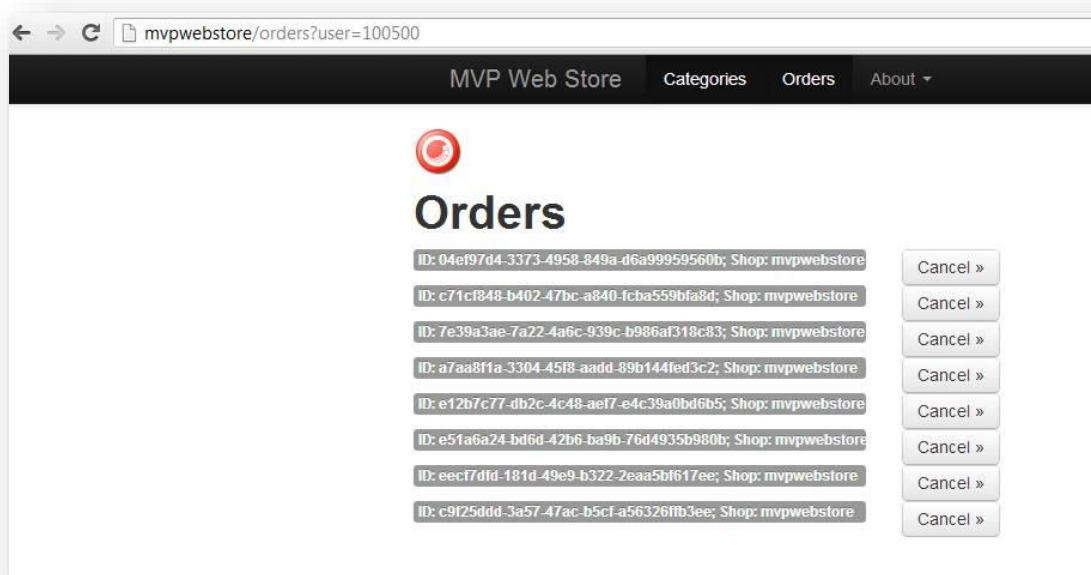 mvpwebstore/orders?user=100500
MVP Web Store Categories Orders About
Orders
ID: 04ef97d4-3373-4958-849a-d6a99959560b; Shop: mvpwebstore Cancel »
ID: c71cf848-b402-47bc-a840-fcba559bfa8d; Shop: mvpwebstore Cancel »
ID: 7e39a3ae-7a22-4a6c-939c-b986af318c83; Shop: mvpwebstore Cancel »
ID: a7aa8f1a-3304-45f8-aadd-89b144fed3c2; Shop: mvpwebstore Cancel »
ID: e12b7c77-db2c-4c48-aef7-e4c39a0bd6b5; Shop: mvpwebstore Cancel »
ID: e51a6a24-bd6d-42b6-ba9b-76d4935b980b; Shop: mvpwebstore Cancel »
ID: eecf7dfd-181d-49e9-b322-2eaa5bf617ee; Shop: mvpwebstore Cancel »
ID: c9f25ddd-3a57-47ac-b5cf-a56326ffb3ee; Shop: mvpwebstore Cancel »